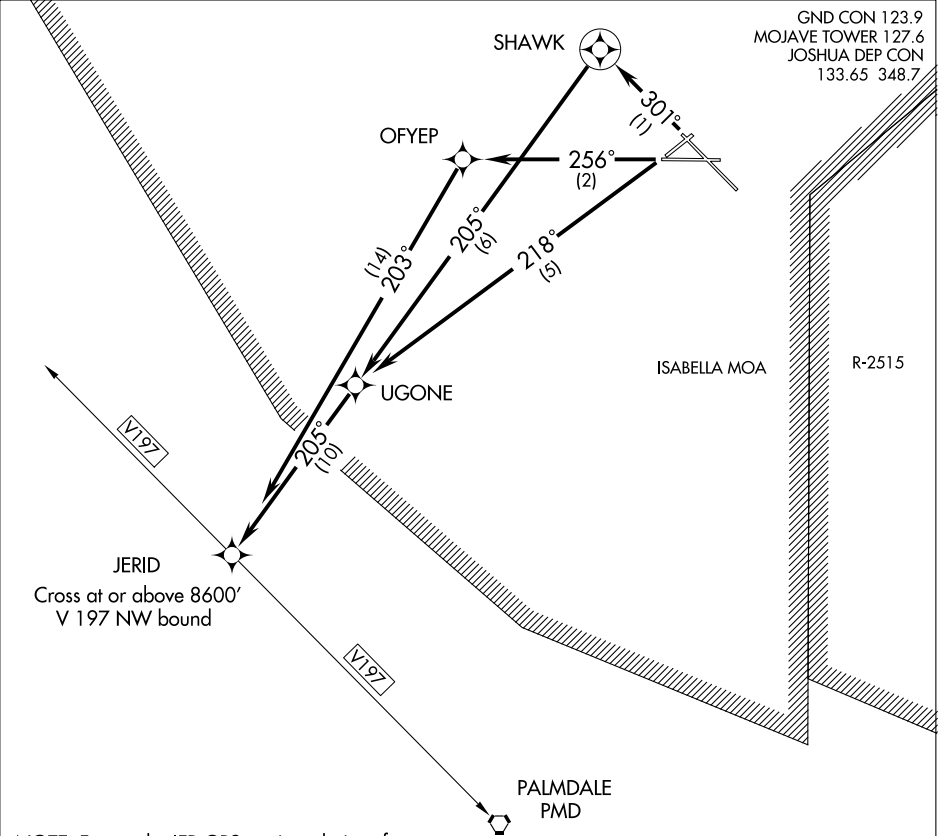 GND CON 123.9
MOJAVE TOWER 127.6
JOSHUA DEP CON
133.65 348.7
SHAWK
301°
(1)
OFYEP
256°
(2)
205°
(6)
218°
(5)
(14)
203°
ISABELLA MOA
R-2515
UGONE
V197
205°
(10)
JERID
Cross at or above 8600'
V 197 NW bound
V197
PALMDALE
PMD